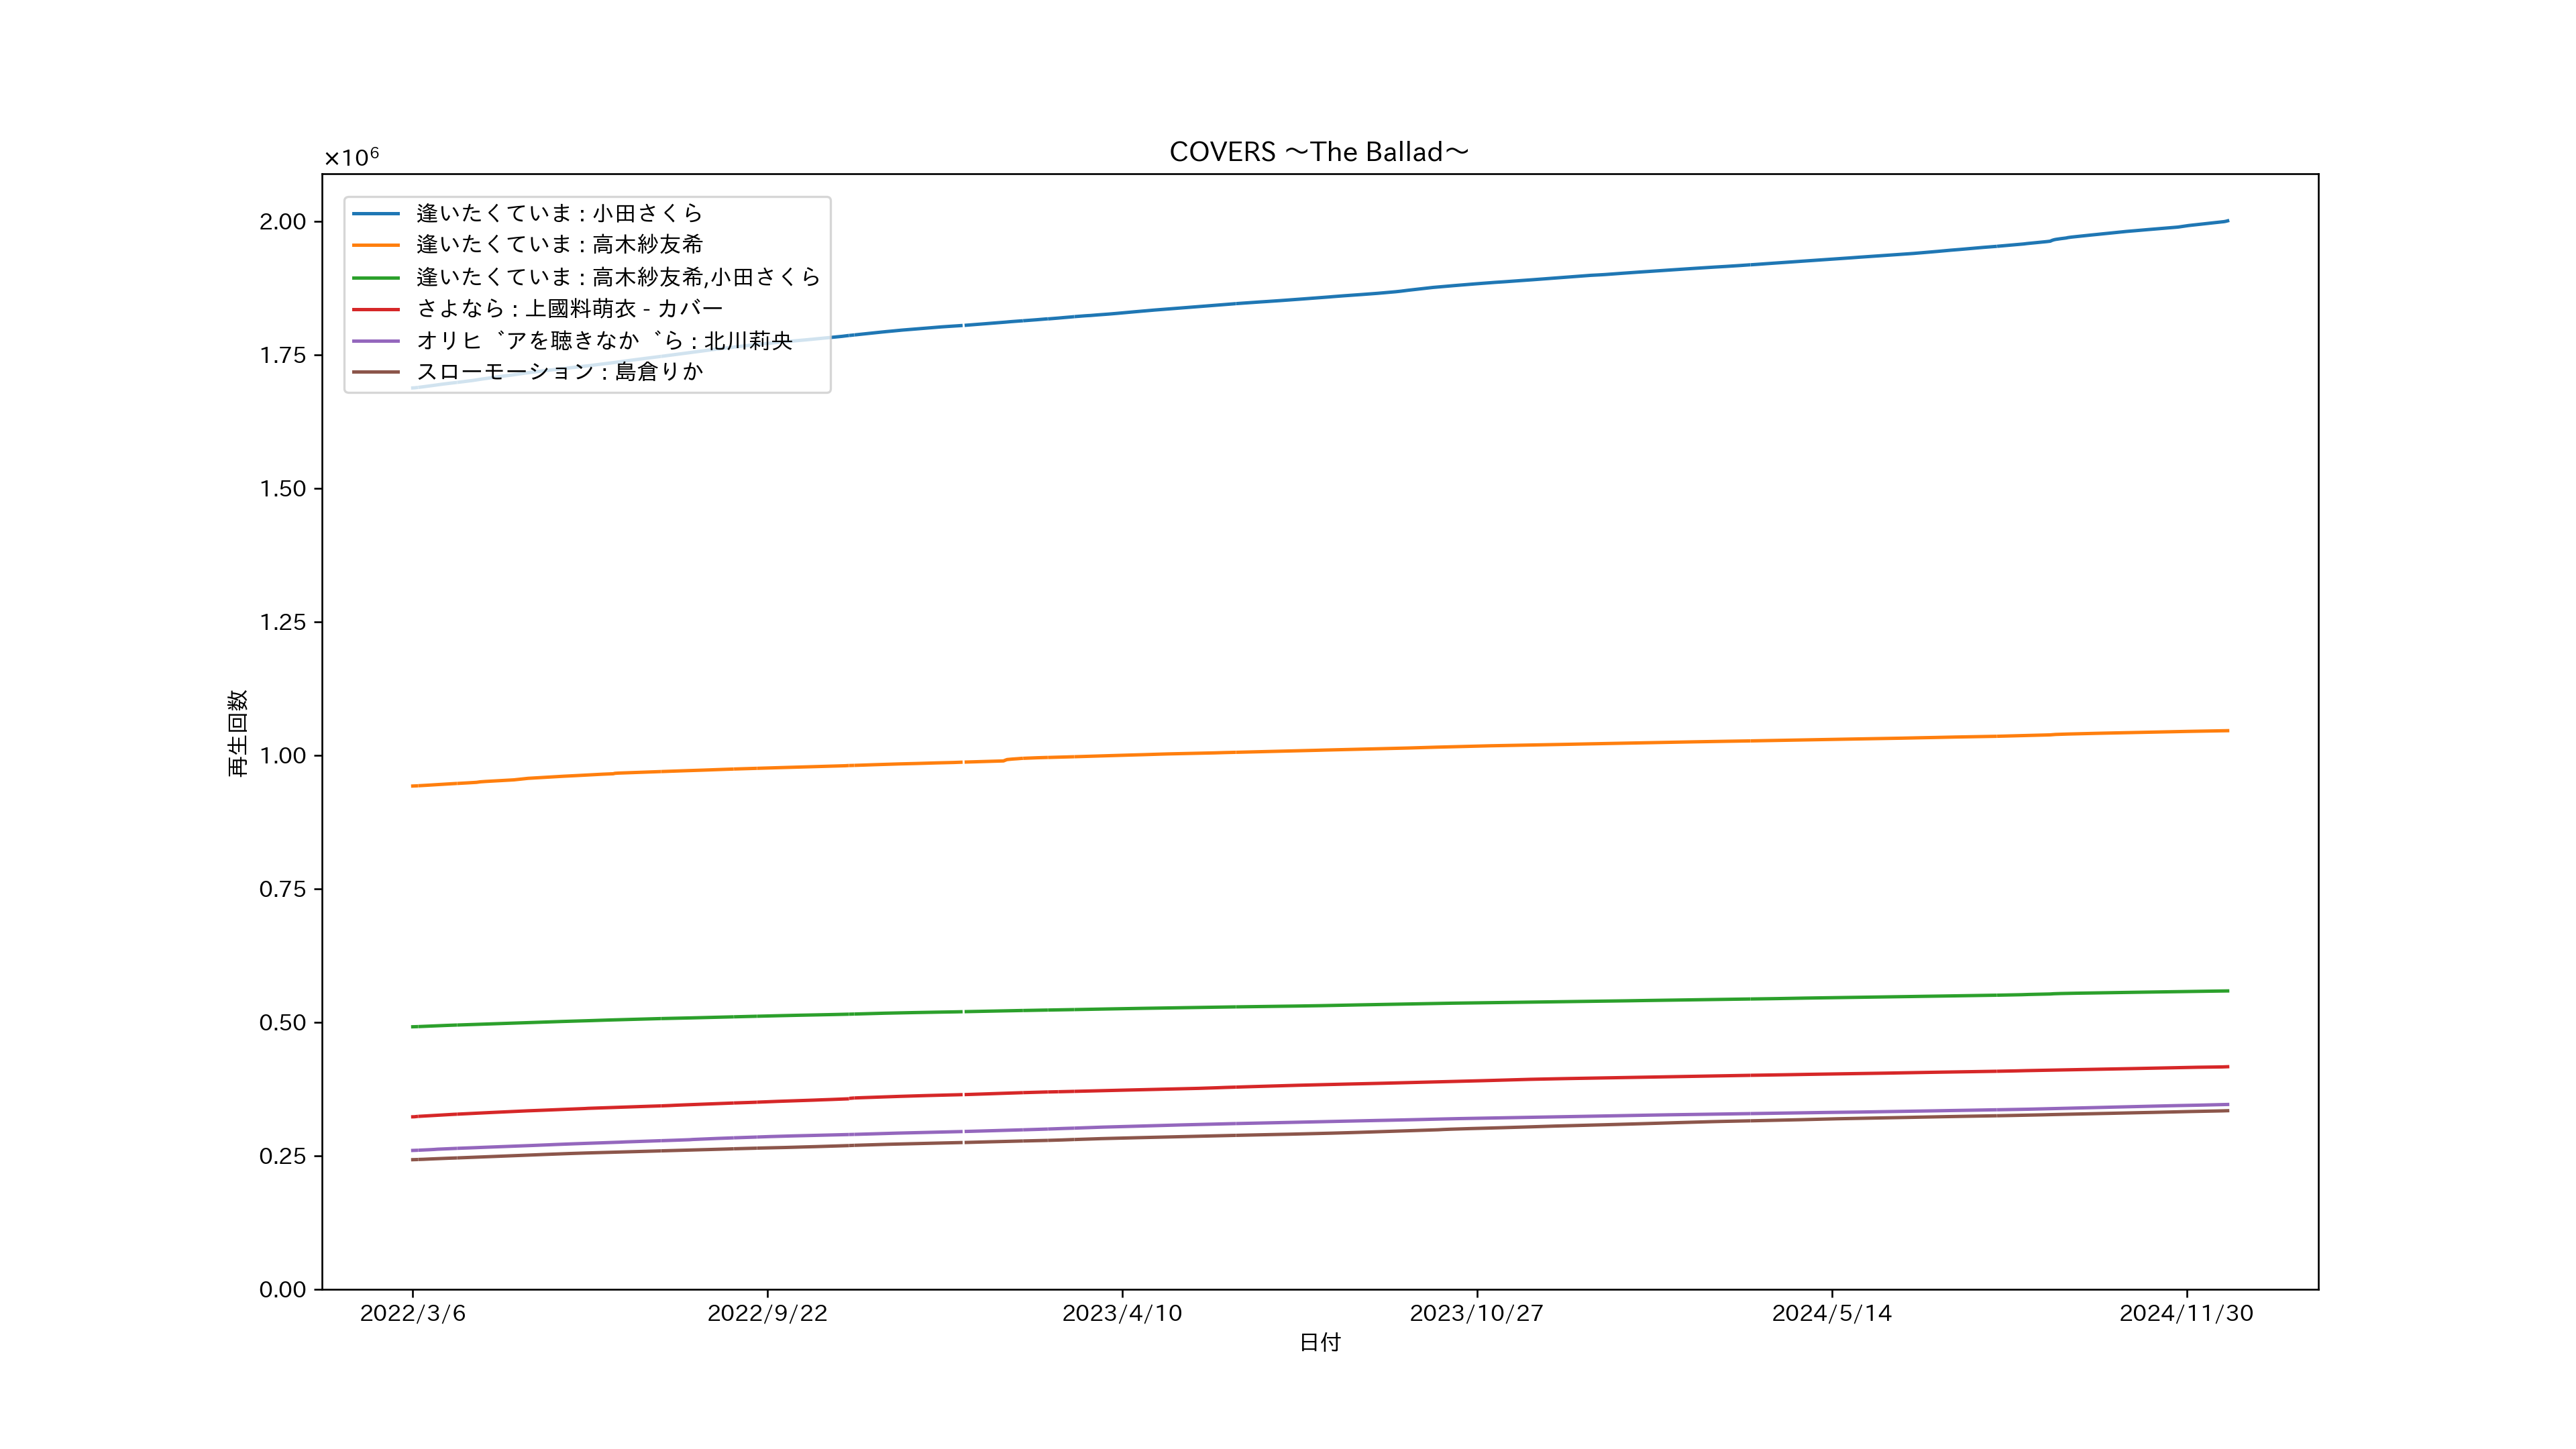 COVERS ～The Ballad～
×10⁶
逢いたくていま : 小田さくら
逢いたくていま : 高木紗友希
逢いたくていま : 高木紗友希,小田さくら
さよなら : 上國料萌衣 - カバー
オリヒ゛アを聴きなか゛ら : 北川莉央
スローモーション : 島倉りか
2.00
1.75
1.50
1.25
1.00
0.75
0.50
0.25
0.00
再生回数
2022/3/6
2022/9/22
2023/4/10
2023/10/27
2024/5/14
2024/11/30
日付